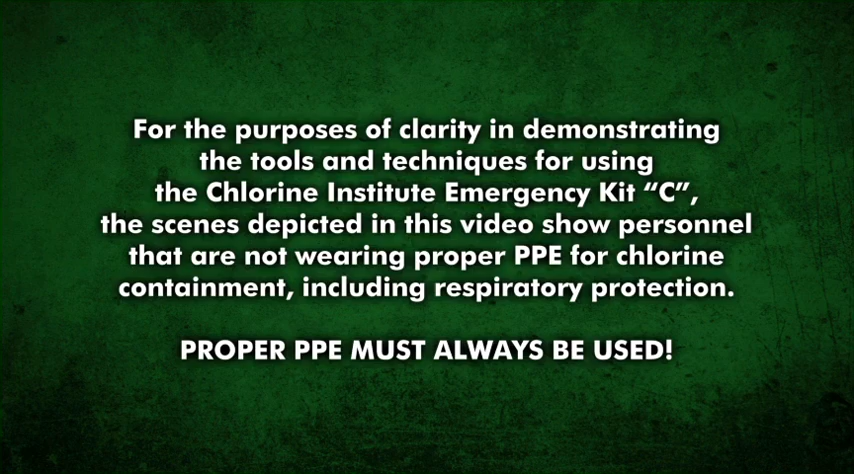 For the purposes of clarity in demonstrating
the tools and techniques for using
the Chlorine Institute Emergency Kit “C”,
the scenes depicted in this video show personnel
that are not wearing proper PPE for chlorine
containment, including respiratory protection.
PROPER PPE MUST ALWAYS BE USED!